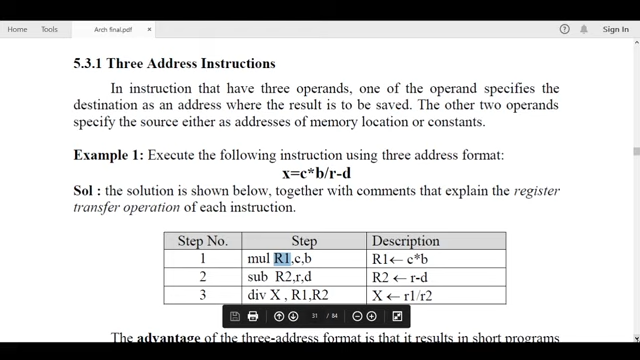 Home Tools Arch final.pdf × ? Sign In
5.3.1 Three Address Instructions
In instruction that have three operands, one of the operand specifies the
destination as an address where the result is to be saved. The other two operands
specify the source either as addresses of memory location or constants.
Example 1: Execute the following instruction using three address format:
x=c*b/r-d
Sol : the solution is shown below, together with comments that explain the register
transfer operation of each instruction.
Step No. Step Description
1 mul R1,c,b R1← c*b
2 sub R2,r,d R2 ← r-d
3 div X , R1,R2 X ← r1/r2
31 / 84
The advantage of the three-address format is that it results in short programs